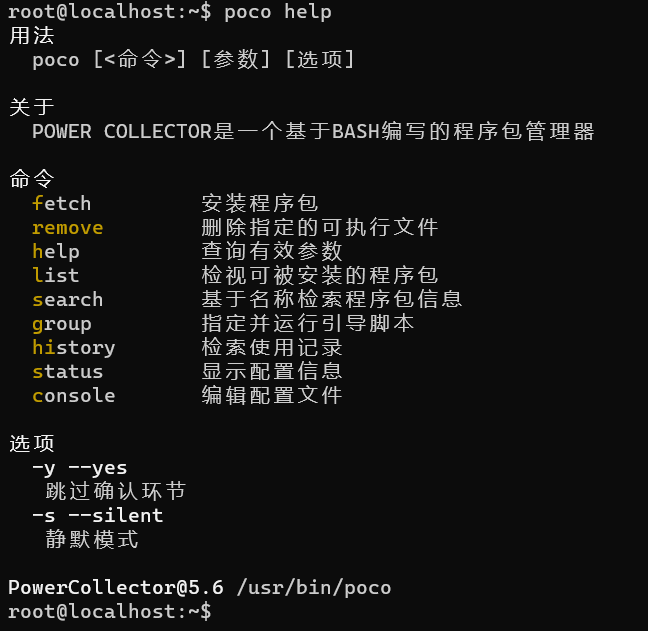 root@localhost:~$ poco help
用法
poco [<命令>] [参数] [选项]
关于
POWER COLLECTOR是一个基于BASH编写的程序包管理器
命令
fetch 安装程序包
remove 删除指定的可执行文件
help 查询有效参数
list 检视可被安装的程序包
search 基于名称检索程序包信息
group 指定并运行引导脚本
history 检索使用记录
status 显示配置信息
console 编辑配置文件
选项
-y --yes
跳过确认环节
-s --silent
静默模式
PowerCollector@5.6 /usr/bin/poco
root@localhost:~$